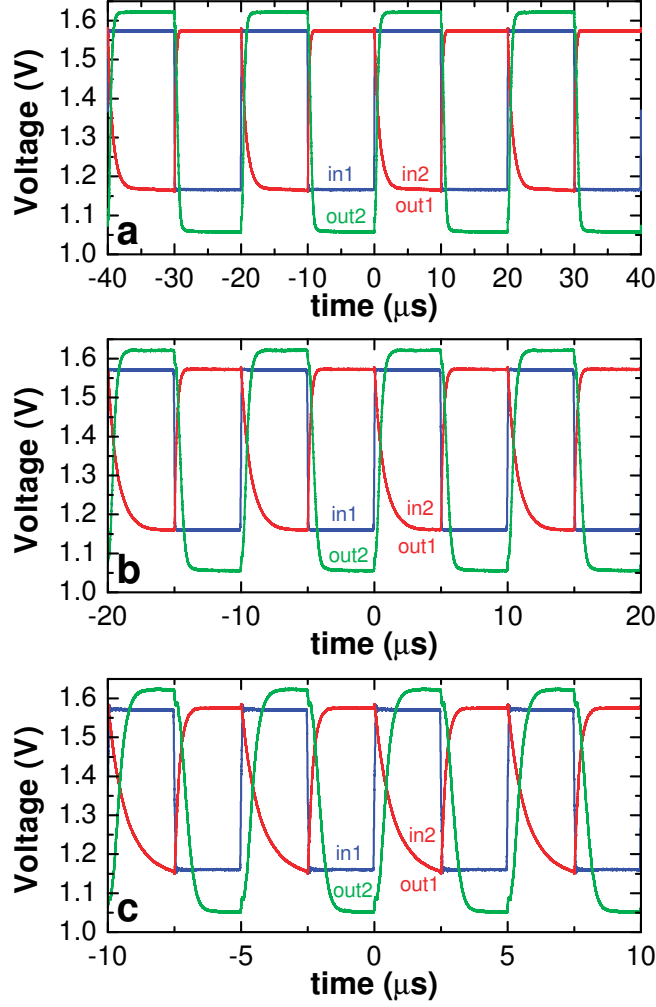 1.6
1.5
1.4
1.3
1.2
1.1
1.0
Voltage (V)
in1
in2
out2
out1
a
-40 -30 -20 -10 0 10 20 30 40
time (μs)
1.6
1.5
1.4
1.3
1.2
1.1
1.0
Voltage (V)
in1
in2
out2
out1
b
-20 -10 -5 0 5 10 20
time (μs)
1.6
1.5
1.4
1.3
1.2
1.1
1.0
Voltage (V)
in1
in2
out2
out1
c
-10 -5 0 5 10
time (μs)